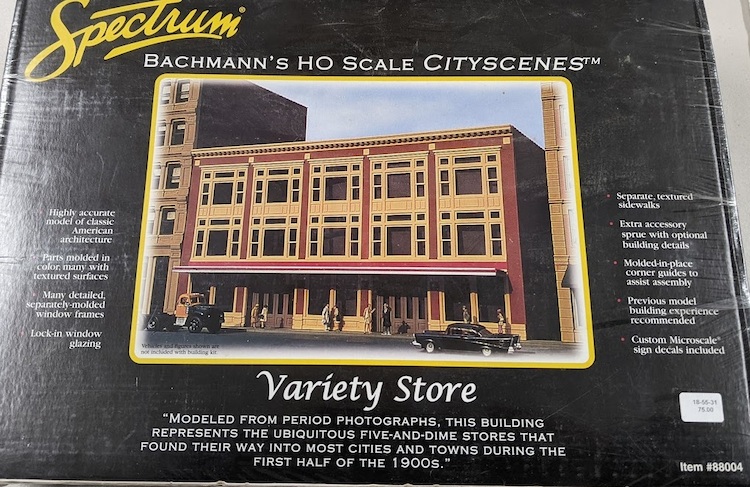 Spectrum®
BACHMANN'S HO SCALE CITYSCENES™
Highly accurate
model of classic
American
architecture
Parts molded in
color, many with
textured surfaces
Many detailed,
separately-molded
window frames
Lock-in window
glazing
• Separate, textured
sidewalks
• Extra accessory
sprue with optional
building details
• Molded-in-place
corner guides to
assist assembly
• Previous model
building experience
recommended
• Custom Microscale®
sign decals included
Vehicles and figures shown are
not included with building kit.
Variety Store
"MODELED FROM PERIOD PHOTOGRAPHS, THIS BUILDING
REPRESENTS THE UBIQUITOUS FIVE-AND-DIME STORES THAT
FOUND THEIR WAY INTO MOST CITIES AND TOWNS DURING THE
FIRST HALF OF THE 1900S."
18-55-31
75.00
Item #88004